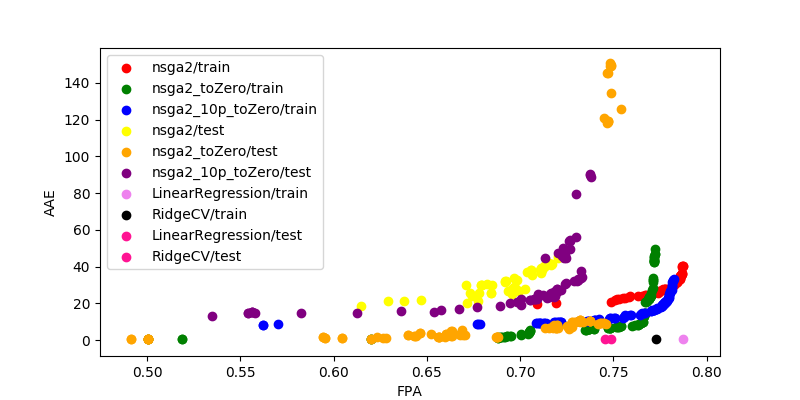 nsga2/train
nsga2_toZero/train
nsga2_10p_toZero/train
nsga2/test
nsga2_toZero/test
nsga2_10p_toZero/test
LinearRegression/train
RidgeCV/train
LinearRegression/test
RidgeCV/test
140
120
100
80
60
40
20
0
AAE
0.50 0.55 0.60 0.65 0.70 0.75 0.80
FPA